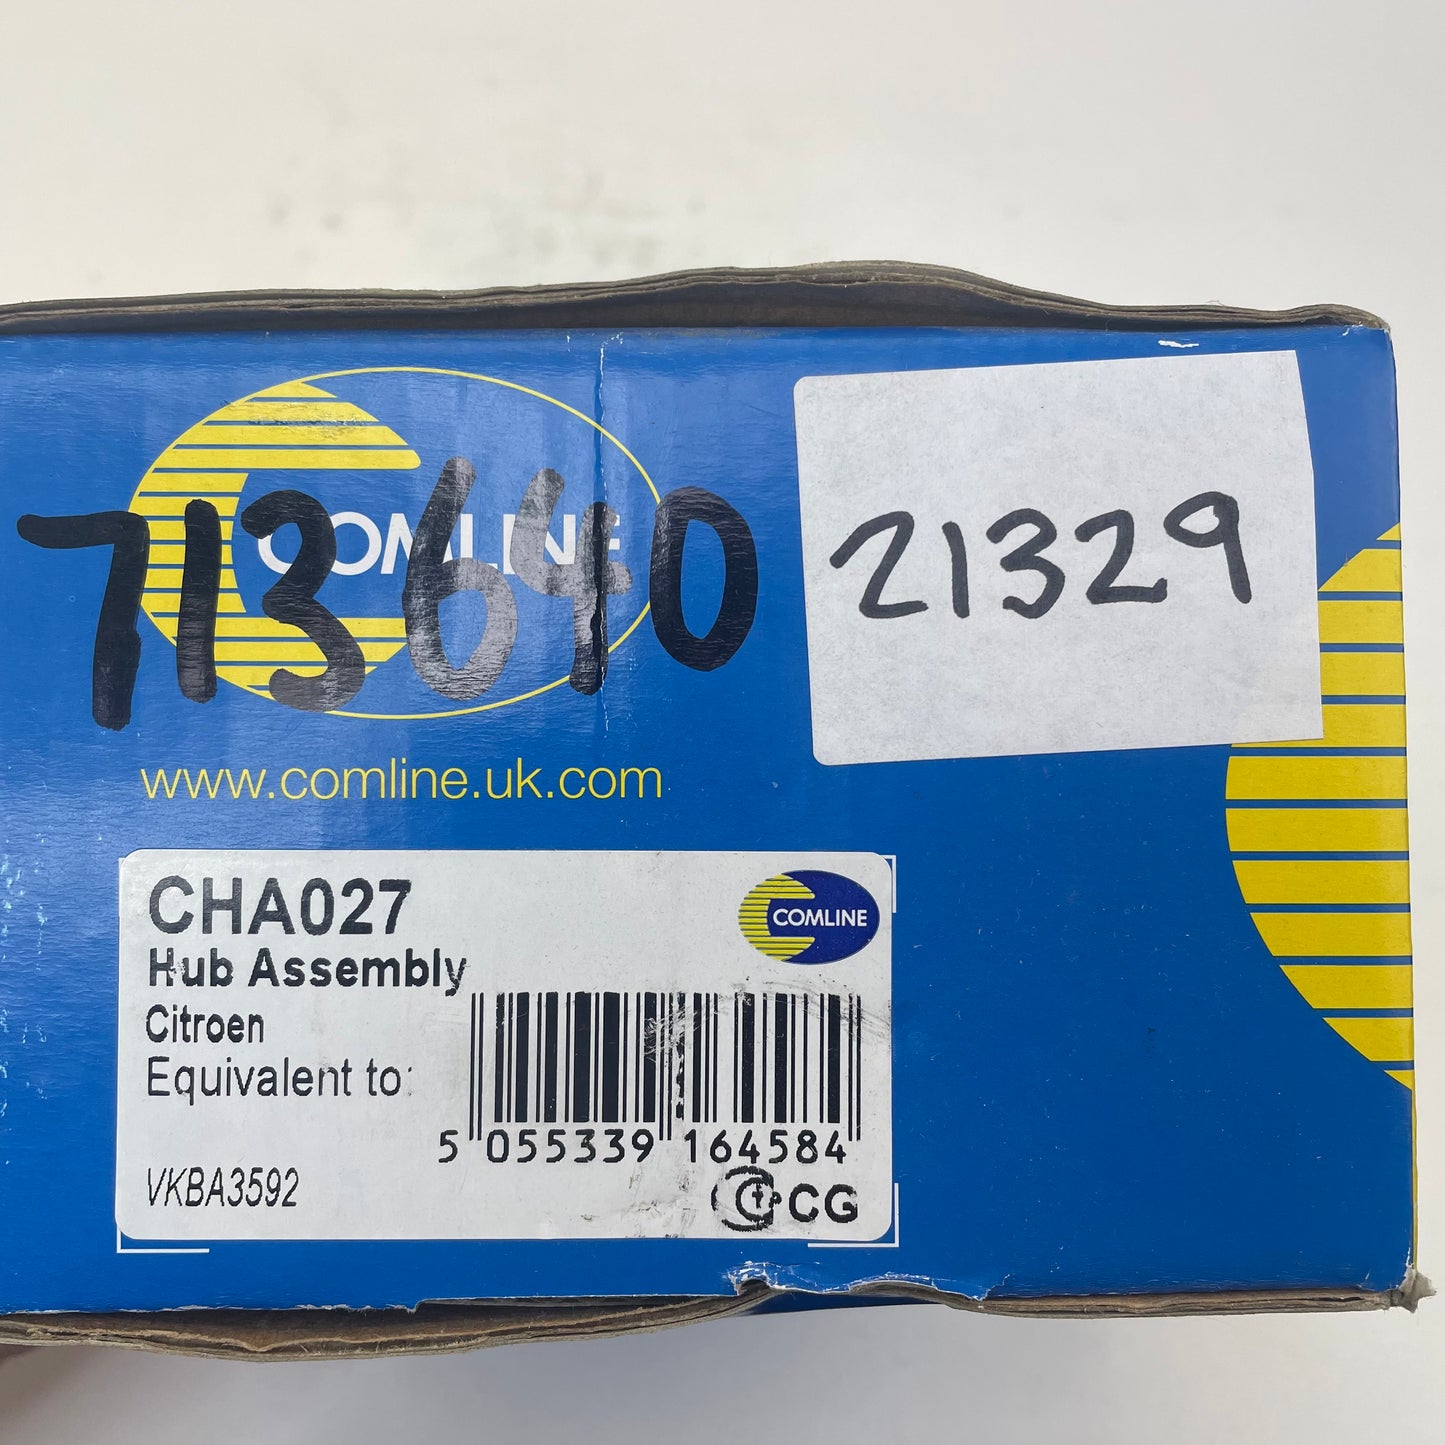 COMLINE
713640
21329
www.comline.uk.com
CHA027
COMLINE
Hub Assembly
Citroen
Equivalent to:
5 055339 164584
VKBA3592
CG